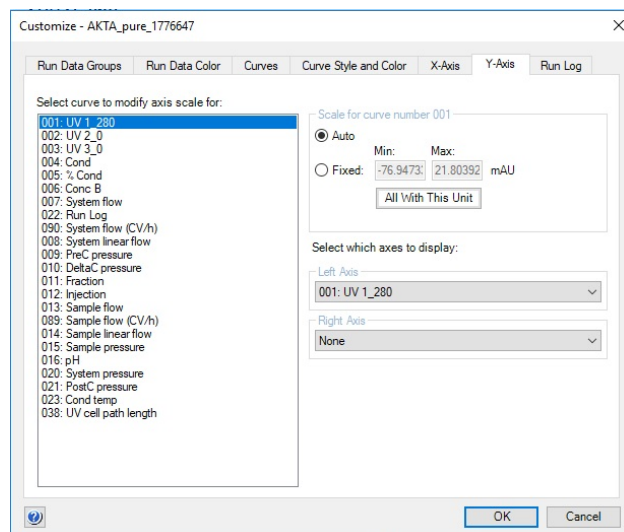 Customize - AKTA_pure_1776647
Run Data Groups
Run Data Color
Curves
Curve Style and Color
X-Axis
Y-Axis
Run Log
Select curve to modify axis scale for:
001: UV 1_280
002: UV 2_0
003: UV 3_0
004: Cond
005: % Cond
006: Conc B
007: System flow
022: Run Log
090: System flow (CV/h)
008: System linear flow
009: PreC pressure
010: DeltaC pressure
011: Fraction
012: Injection
013: Sample flow
089: Sample flow (CV/h)
014: Sample linear flow
015: Sample pressure
016: pH
020: System pressure
021: PostC pressure
023: Cond temp
038: UV cell path length
Scale for curve number 001
Auto
Min: Max:
Fixed: -76.9473 21.80392 mAU
All With This Unit
Select which axes to display:
Left Axis
001: UV 1_280
Right Axis
None
OK Cancel